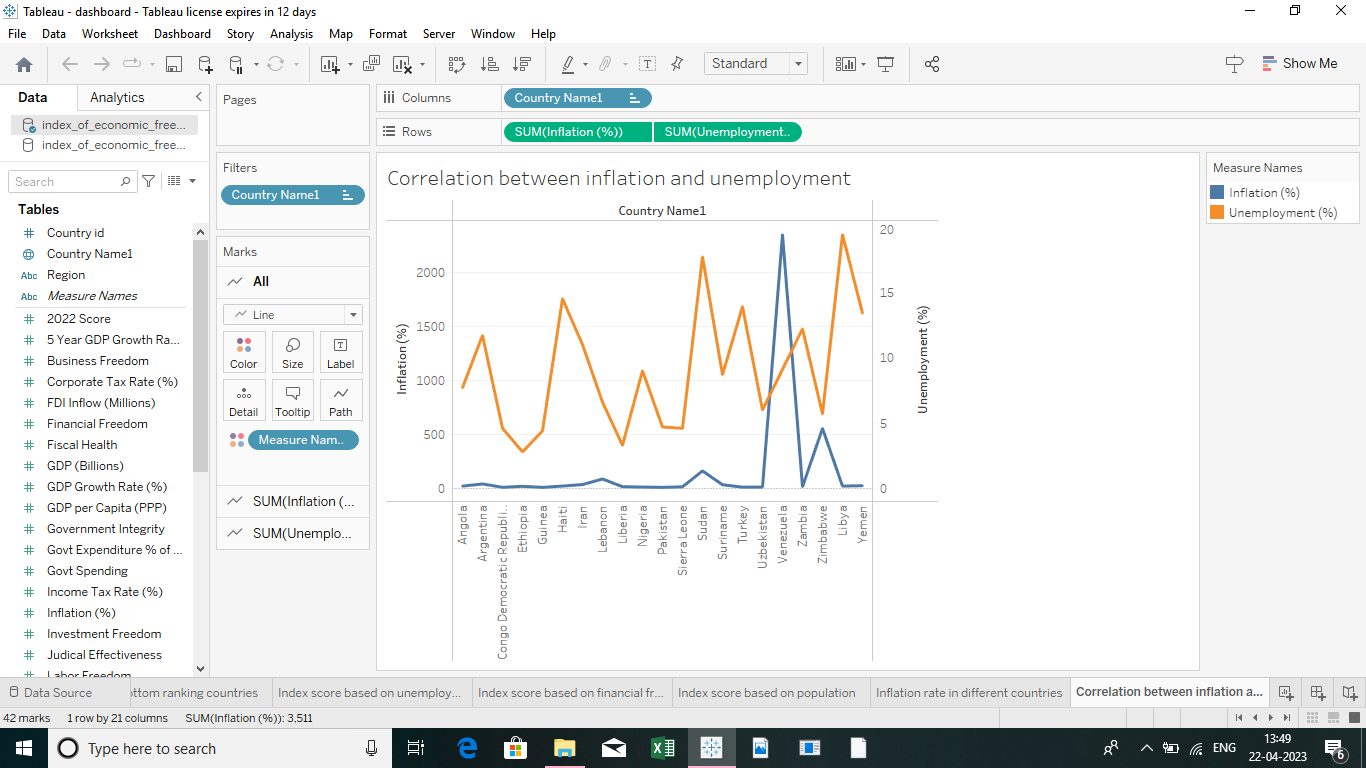 Tableau - dashboard - Tableau license expires in 12 days
File Data Worksheet Dashboard Story Analysis Map Format Server Window Help
Standard
Show Me
Data Analytics
index_of_economic_free...
index_of_economic_free...
Search
Tables
Country id
Country Name1
Abc Region
Abc Measure Names
2022 Score
5 Year GDP Growth Ra...
Business Freedom
Corporate Tax Rate (%)
FDI Inflow (Millions)
Financial Freedom
Fiscal Health
GDP (Billions)
GDP Growth Rate (%)
GDP per Capita (PPP)
Government Integrity
Govt Expenditure % of ...
Govt Spending
Income Tax Rate (%)
Inflation (%)
Investment Freedom
Judical Effectiveness
Labor Freedom
Pages
Filters
Country Name1
Marks
All
Line
Color Size Label
Detail Tooltip Path
Measure Nam..
SUM(Inflation (...
SUM(Unemplo...
Columns Country Name1
Rows SUM(Inflation (%)) SUM(Unemployment..
Correlation between inflation and unemployment
Country Name1
Inflation (%)
2000
1500
1000
500
0
20
15
10
5
0
Unemployment (%)
Angola
Argentina
Congo Democratic Republi..
Ethiopia
Guinea
Haiti
Iran
Lebanon
Liberia
Nigeria
Pakistan
Sierra Leone
Sudan
Suriname
Turkey
Uzbekistan
Venezuela
Zambia
Zimbabwe
Libya
Yemen
Measure Names
Inflation (%)
Unemployment (%)
Data Source ottom ranking countries Index score based on unemploy... Index score based on financial fr... Index score based on population Inflation rate in different countries Correlation between inflation a...
42 marks 1 row by 21 columns SUM(Inflation (%)): 3,511
Type here to search
ENG
13:49
22-04-2023
6